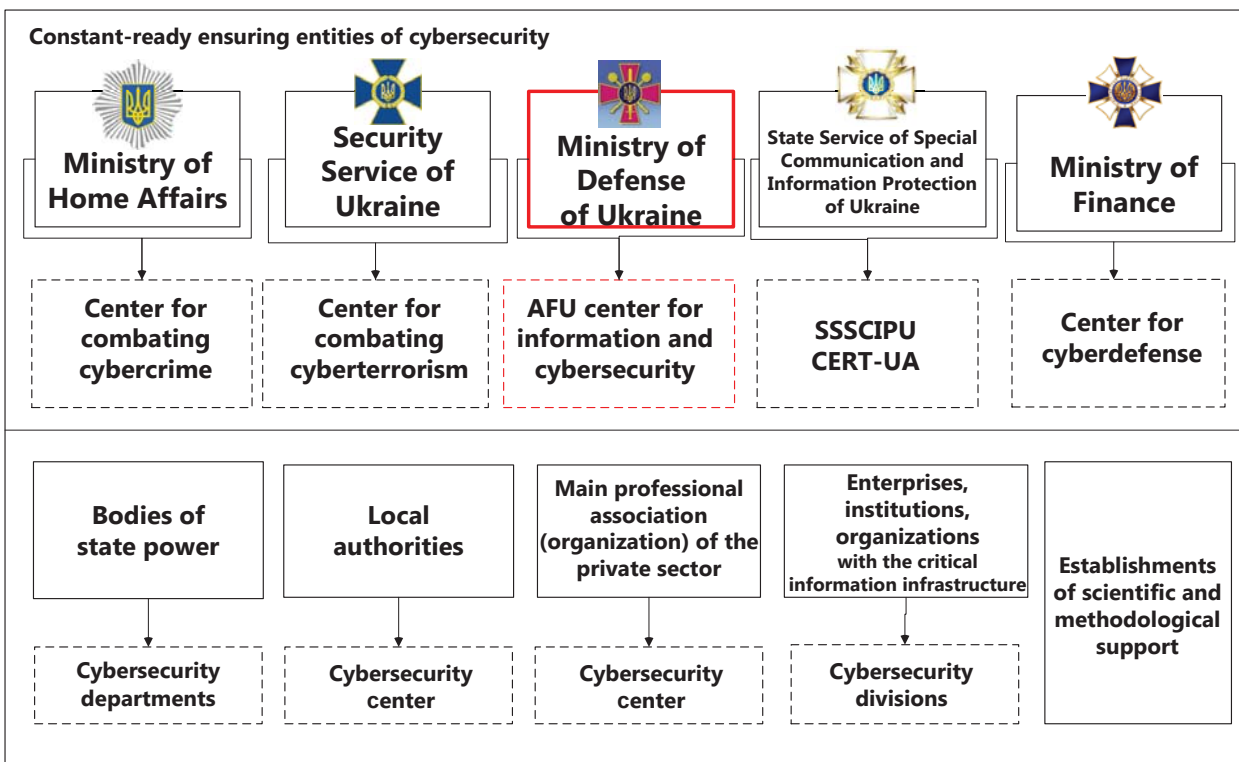 Constant-ready ensuring entities of cybersecurity
Ministry of
Home Affairs
Security
Service of
Ukraine
Ministry of
Defense
of Ukraine
State Service of Special
Communication and
Information Protection
of Ukraine
Ministry of
Finance
Center for
combating
cybercrime
Center for
combating
cyberterrorism
AFU center for
information and
cybersecurity
SSSCIPU
CERT-UA
Center for
cyberdefense
Bodies of
state power
Local
authorities
Main professional
association
(organization) of the
private sector
Enterprises,
institutions,
organizations
with the critical
information infrastructure
Establishments
of scientific and
methodological
support
Cybersecurity
departments
Cybersecurity
center
Cybersecurity
center
Cybersecurity
divisions